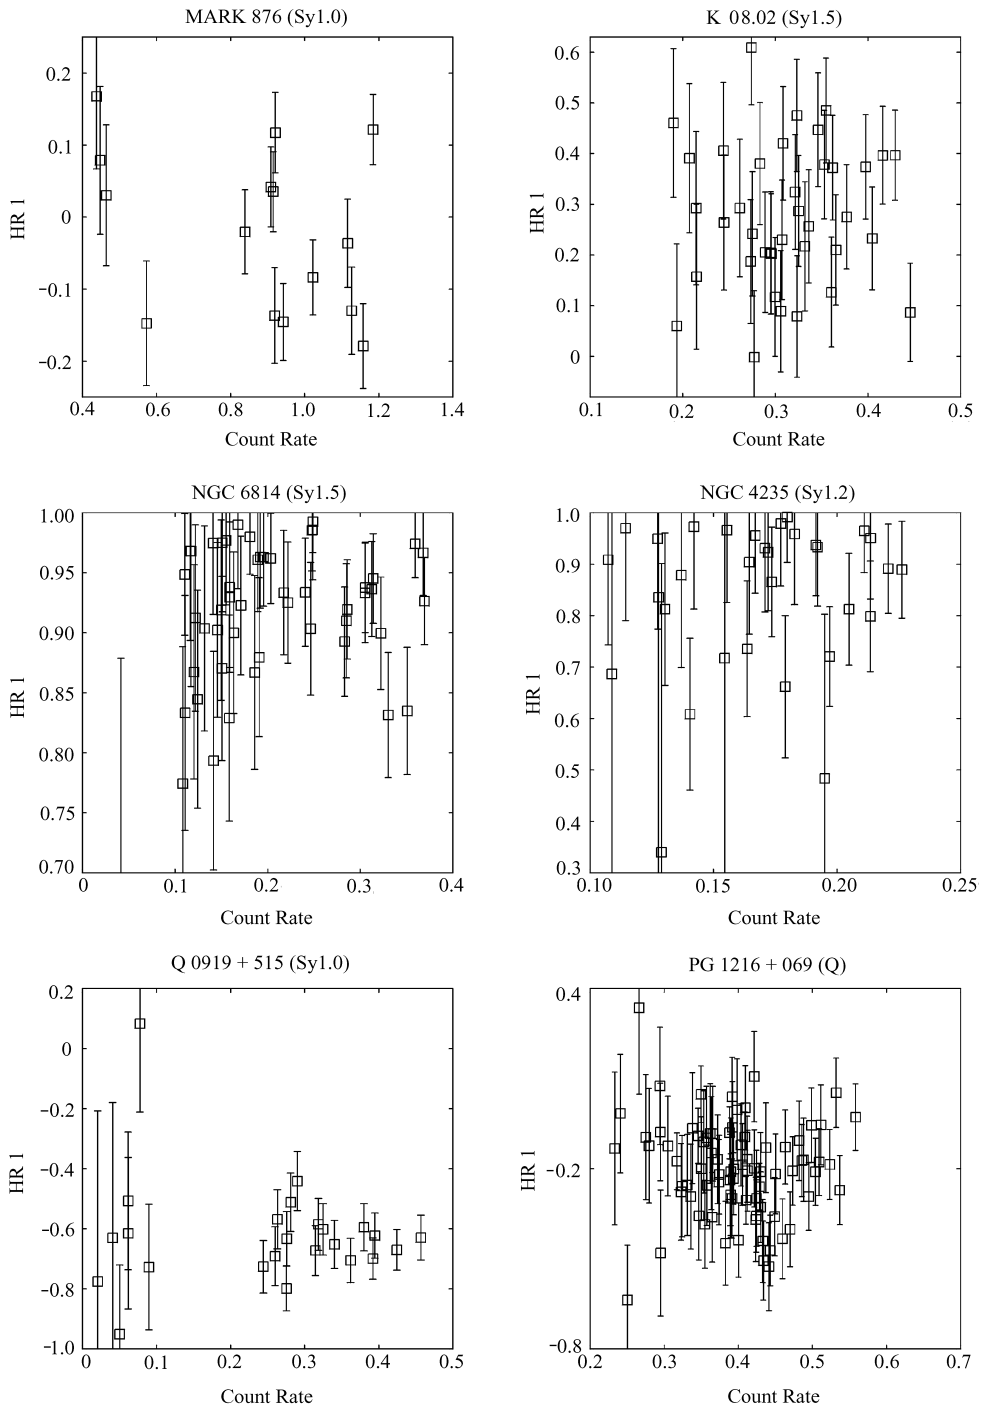 MARK 876 (Sy1.0)
HR 1
0.2
0.1
0
−0.1
−0.2
0.4 0.6 0.8 1.0 1.2 1.4
Count Rate
K 08.02 (Sy1.5)
HR 1
0.6
0.5
0.4
0.3
0.2
0.1
0
0.1 0.2 0.3 0.4 0.5
Count Rate
NGC 6814 (Sy1.5)
HR 1
1.00
0.95
0.90
0.85
0.80
0.75
0.70
0 0.1 0.2 0.3 0.4
Count Rate
NGC 4235 (Sy1.2)
HR 1
1.0
0.9
0.8
0.7
0.6
0.5
0.4
0.3
0.10 0.15 0.20 0.25
Count Rate
Q 0919 + 515 (Sy1.0)
HR 1
0.2
0
−0.2
−0.4
−0.6
−0.8
−1.0
0 0.1 0.2 0.3 0.4 0.5
Count Rate
PG 1216 + 069 (Q)
HR 1
0.4
−0.2
−0.8
0.2 0.3 0.4 0.5 0.6 0.7
Count Rate